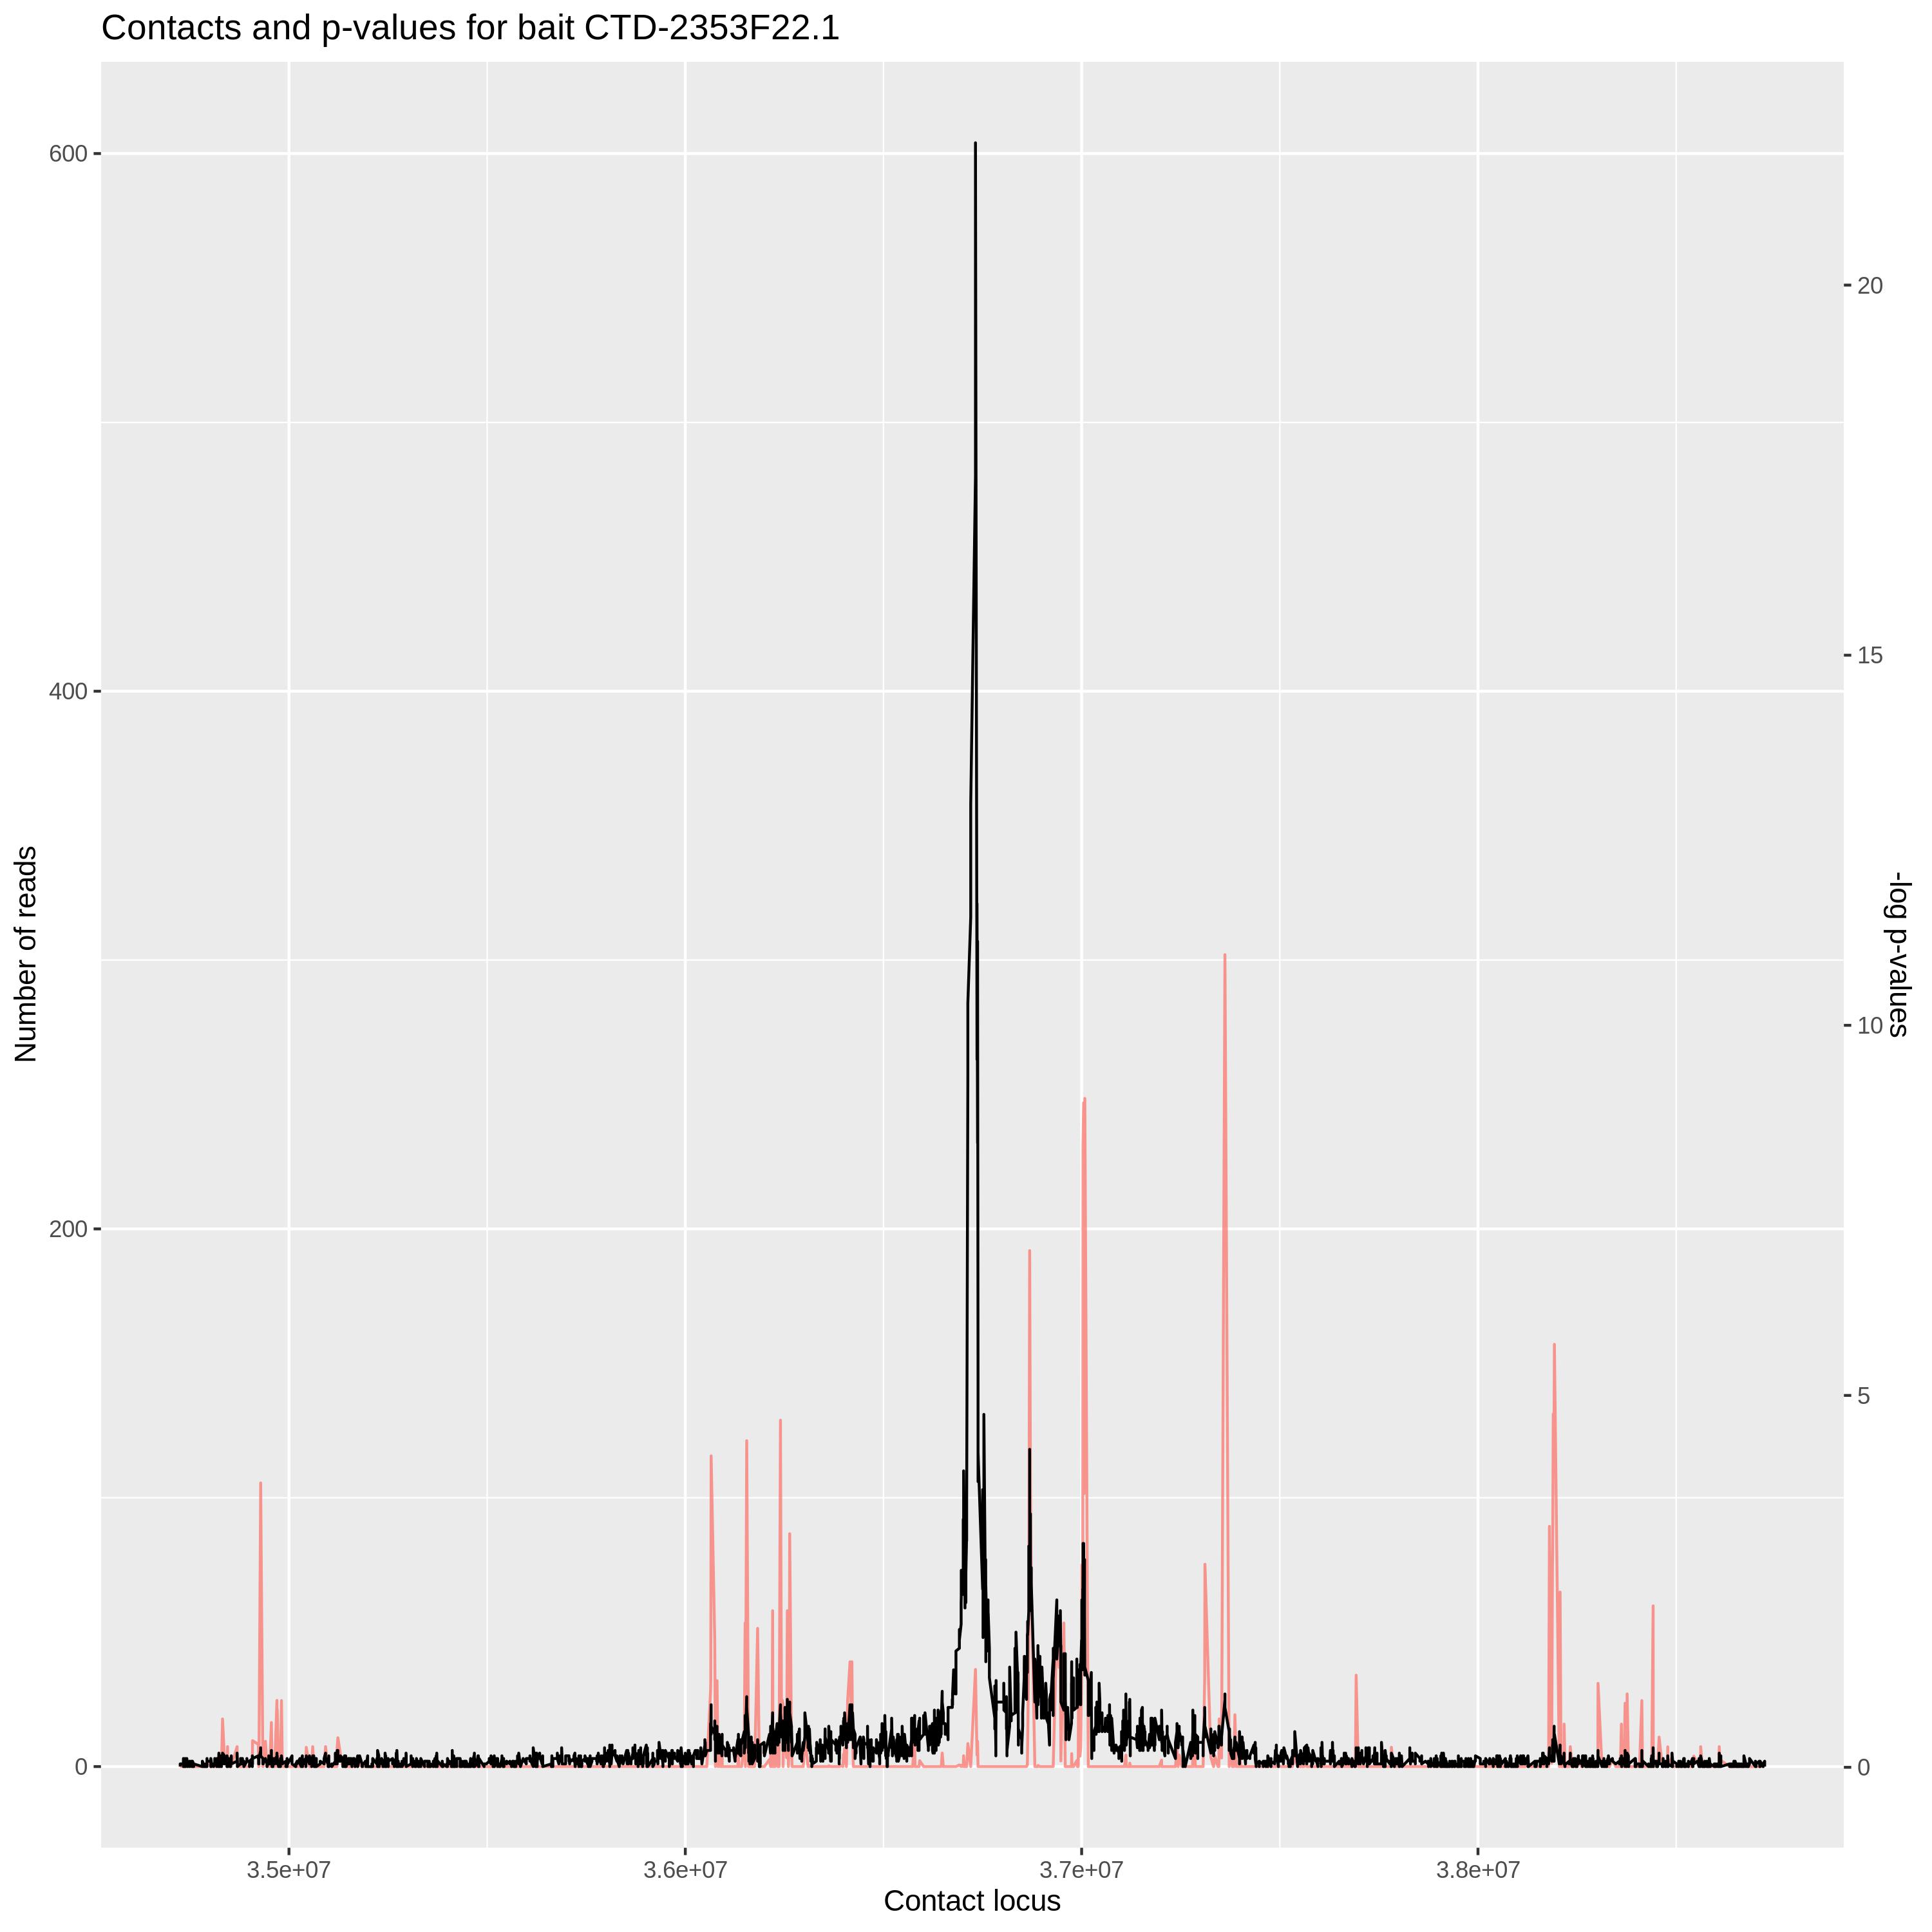 Contacts and p-values for bait CTD-2353F22.1
600
400
200
0
Number of reads
20
15
10
5
0
-log p-values
3.5e+07
3.6e+07
3.7e+07
3.8e+07
Contact locus